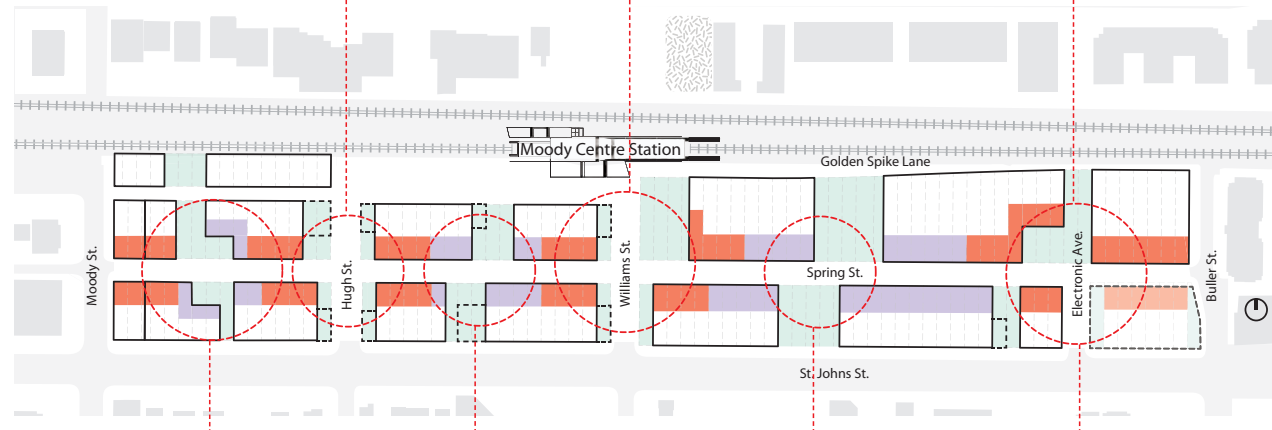 Moody Centre Station
Golden Spike Lane
Moody St.
Hugh St.
Williams St.
Spring St.
Electronic Ave.
Buller St.
St. Johns St.